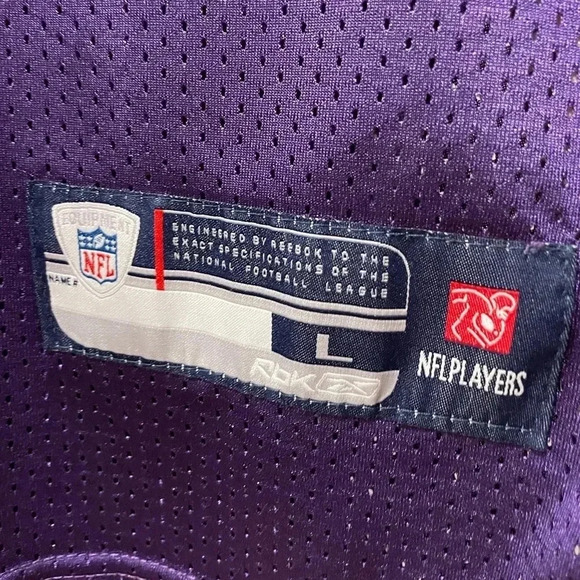 EQUIPMENT
NFL
NAME#
ENGINEERED BY REEBOK TO THE
EXACT SPECIFICATIONS OF THE
NATIONAL FOOTBALL LEAGUE
L
RBK
NFLPLAYERS